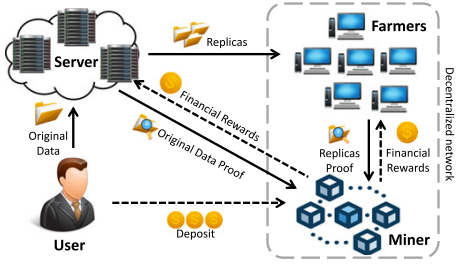 Farmers
Replicas
Server
Financial Rewards
Original
Data
Original Data Proof
Replicas
Proof
Financial
Rewards
Decentralized network
User
Deposit
Miner